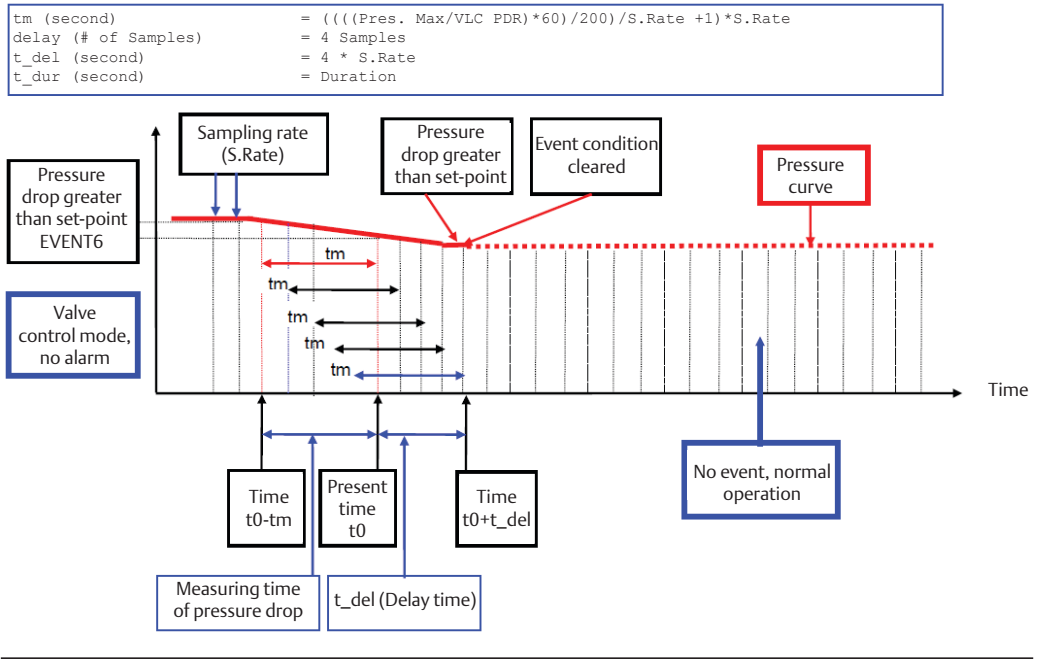 tm (second) = ((((Pres. Max/VLC PDR)*60)/200)/S.Rate +1)*S.Rate
delay (# of Samples) = 4 Samples
t_del (second) = 4 * S.Rate
t_dur (second) = Duration
Sampling rate
(S.Rate)
Pressure
drop greater
than set-point
Event condition
cleared
Pressure
curve
Pressure
drop greater
than set-point
EVENT6
tm
tm
tm
tm
tm
Valve
control mode,
no alarm
Time
No event, normal
operation
Time
t0-tm
Present
time
t0
Time
t0+t_del
Measuring time
of pressure drop
t_del (Delay time)